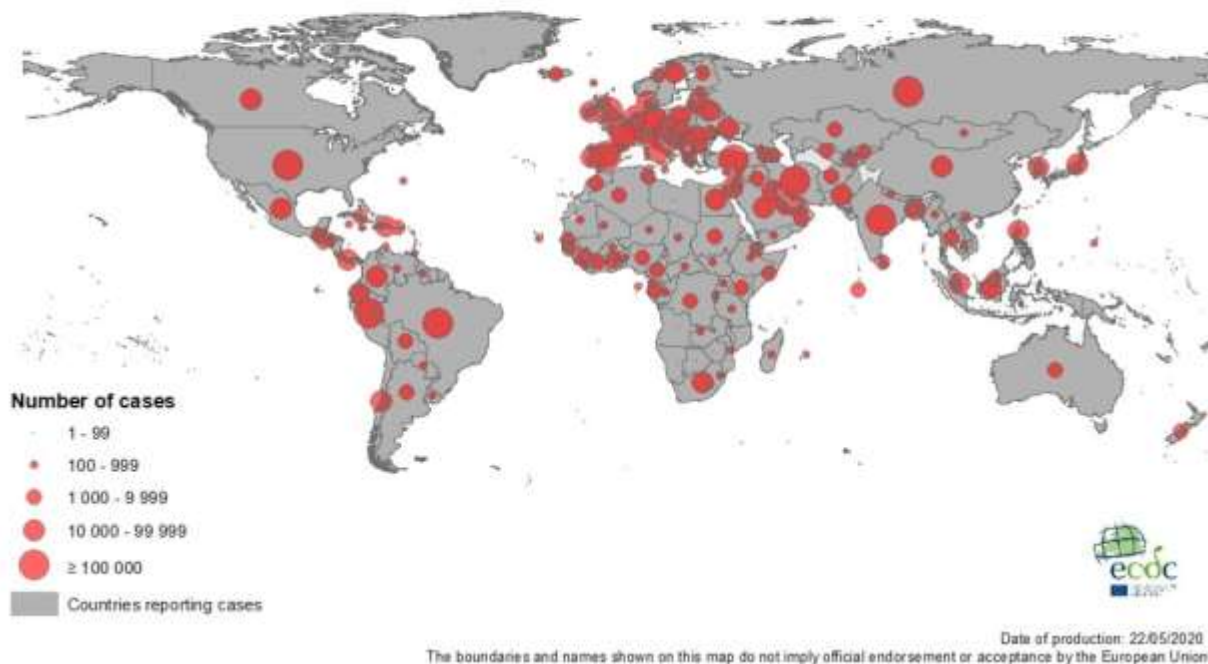 Number of cases
1 - 99
100 - 999
1 000 - 9 999
10 000 - 99 999
≥ 100 000
Countries reporting cases
ecdc
Date of production: 22/05/2020
The boundaries and names shown on this map do not imply official endorsement or acceptance by the European Union